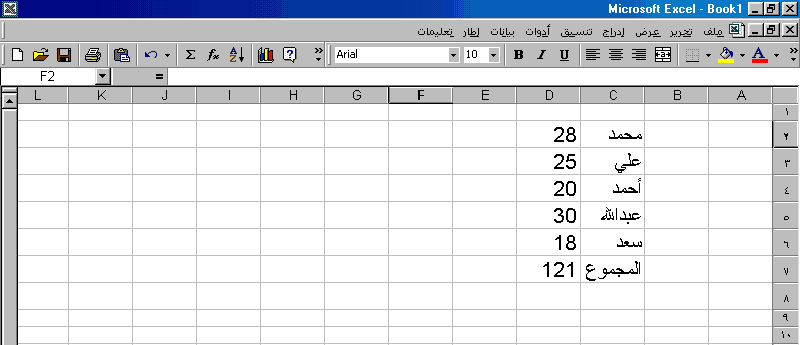 Microsoft Excel - Book1
ملف تحرير عرض إدراج تنسيق أدوات بيانات إطار تعليمات
Arial 10 D I U
F2 =
A B C D E F G H I J K L
١
٢ محمد 28
٣ علي 25
٤ أحمد 20
٥ عبدالله 30
٦ سعد 18
٧ المجموع 121
٨
٩
١٠